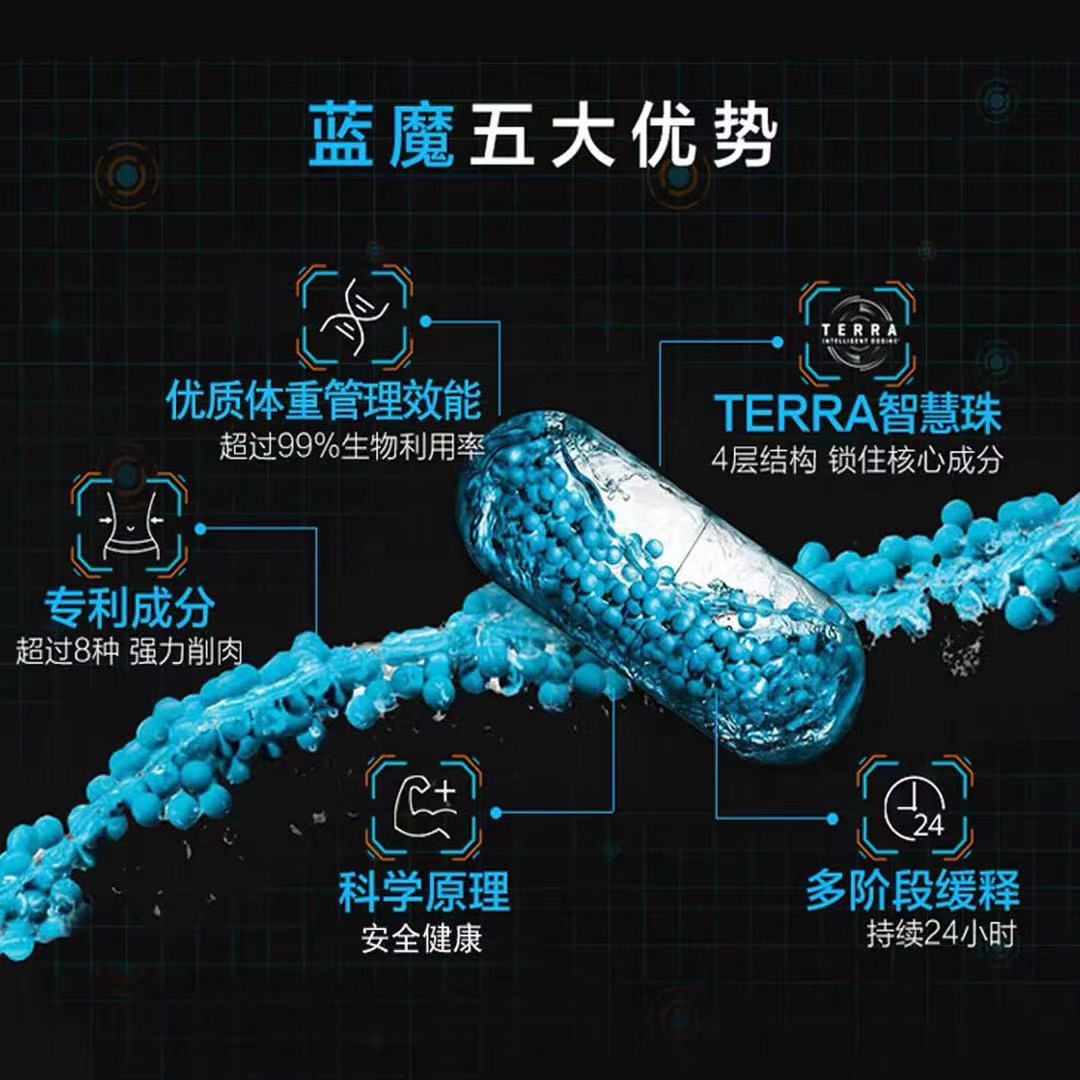 蓝魔五大优势
优质体重管理效能
超过99%生物利用率
TERRA
INTELLIGENT DOSING
TERRA智慧珠
4层结构 锁住核心成分
专利成分
超过8种 强力削肉
科学原理
安全健康
24
多阶段缓释
持续24小时